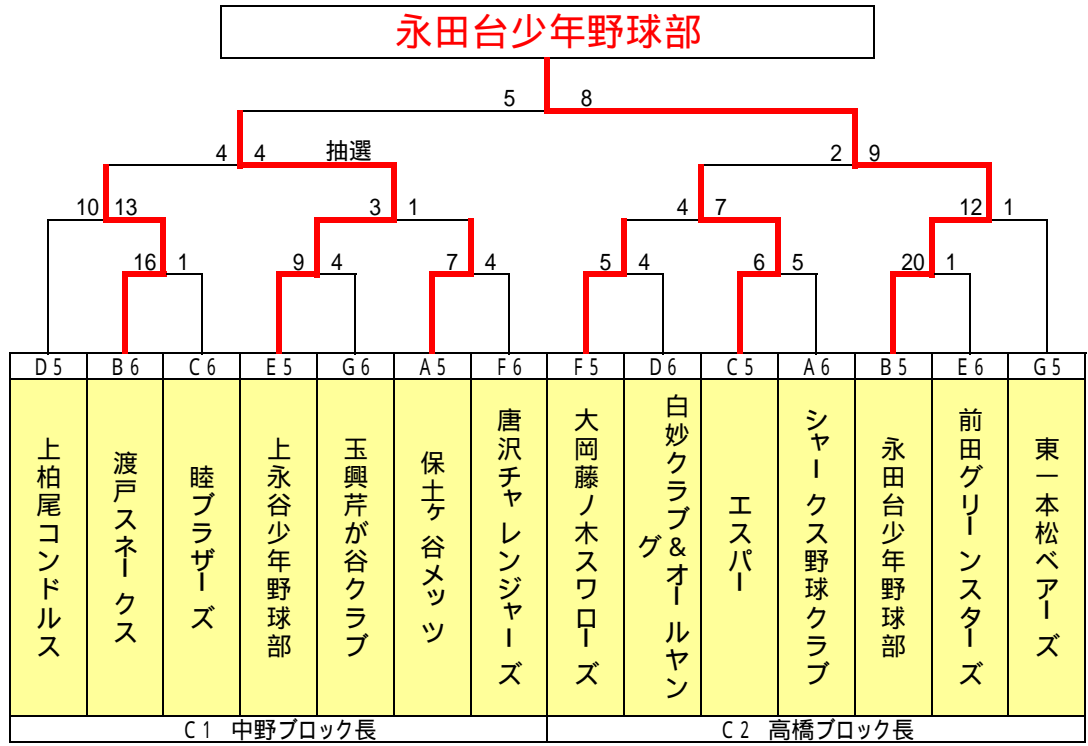 永田台少年野球部
5 8
4 4 抽選 2 9
10 13 3 1 4 7 12 1
16 1 9 4 7 4 5 4 6 5 20 1
D5 B6 C6 E5 G6 A5 F6 F5 D6 C5 A6 B5 E6 G5
上柏尾コンドルス
渡戸スネークス
睦ブラザーズ
上永谷少年野球部
玉興芹が谷クラブ
保土ヶ谷メッツ
唐沢チャレンジャーズ
大岡藤ノ木スワローズ
白妙クラブ&オールヤング
エスパー
シャークス野球クラブ
永田台少年野球部
前田グリーンスターズ
東一本松ベアーズ
C1 中野ブロック長 C2 高橋ブロック長